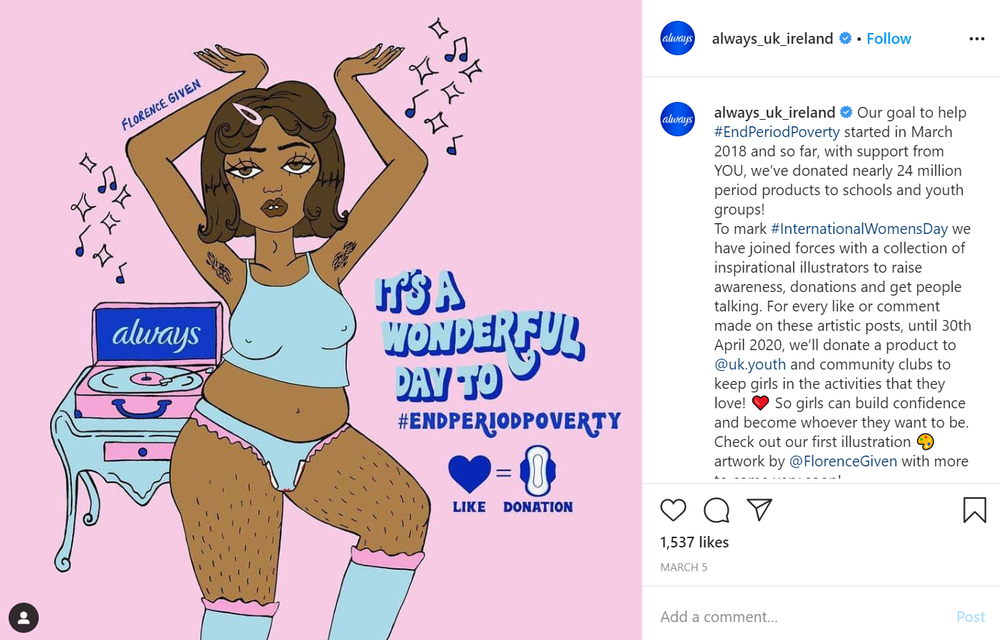 FLORENCE GIVEN
always
IT'S A
WONDERFUL
DAY TO
#ENDPERIODPOVERTY
=
LIKE DONATION
always
always_uk_ireland • Follow
always
always_uk_ireland Our goal to help
#EndPeriodPoverty started in March
2018 and so far, with support from
YOU, we've donated nearly 24 million
period products to schools and youth
groups!
To mark #InternationalWomensDay we
have joined forces with a collection of
inspirational illustrators to raise
awareness, donations and get people
talking. For every like or comment
made on these artistic posts, until 30th
April 2020, we'll donate a product to
@uk.youth and community clubs to
keep girls in the activities that they
love! ❤️ So girls can build confidence
and become whoever they want to be.
Check out our first illustration 🎨
artwork by @FlorenceGiven with more
1,537 likes
MARCH 5
Add a comment...
Post